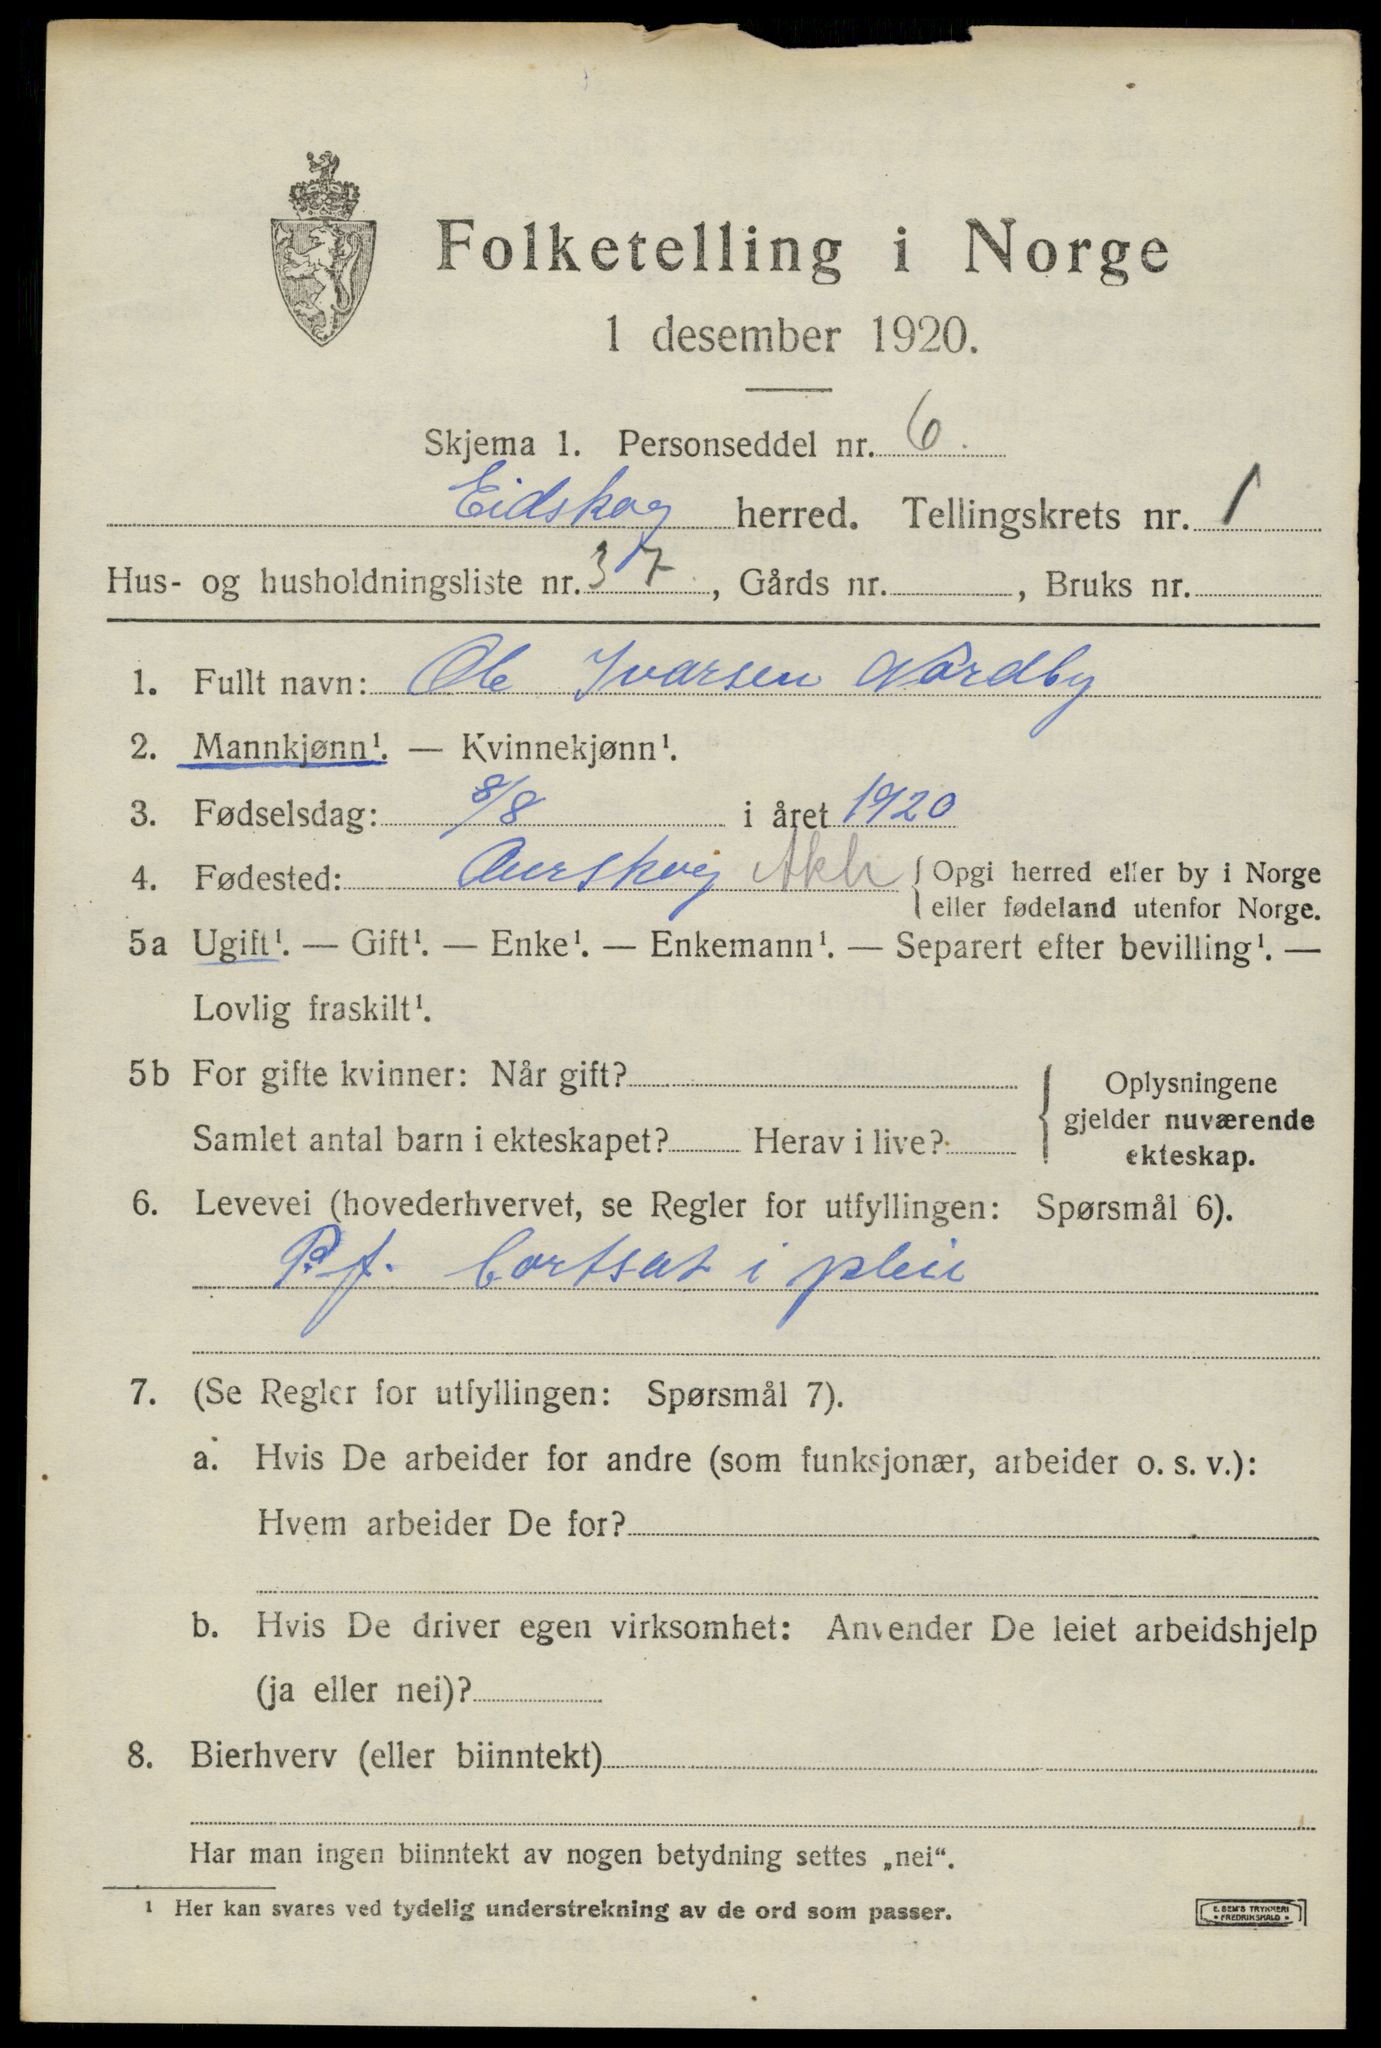 Folketelling i Norge
1 desember 1920.
Skjema 1. Personseddel nr. 6.
Eidskog herred. Tellingskrets nr. 1
Hus- og husholdningsliste nr. 37, Gårds nr. , Bruks nr.
1. Fullt navn: Ole Ivarsen Nordby
2. Mannkjønn¹. — Kvinnekjønn¹.
3. Fødselsdag: 8/8 i året 1920
4. Fødested: Aurskog Aksh { Opgi herred eller by i Norge
eller fødeland utenfor Norge.
5a Ugift¹. — Gift¹. — Enke¹. — Enkemann¹. — Separert efter bevilling¹. —
Lovlig fraskilt¹.
5b For gifte kvinner: Når gift? { Oplysningene
gjelder nuværende
Samlet antal barn i ekteskapet? Herav i live?
ekteskap.
6. Levevei (hovederhvervet, se Regler for utfyllingen: Spørsmål 6).
P. f. bortsat i pleie
7. (Se Regler for utfyllingen: Spørsmål 7).
a. Hvis De arbeider for andre (som funksjonær, arbeider o. s. v.):
Hvem arbeider De for?
b. Hvis De driver egen virksomhet: Anvender De leiet arbeidshjelp
(ja eller nei)?
8. Bierhverv (eller biinntekt)
Har man ingen biinntekt av nogen betydning settes „nei“.
¹ Her kan svares ved tydelig understrekning av de ord som passer.
E. SEM'S TRYKKERI
• FREDRIKSHALD •